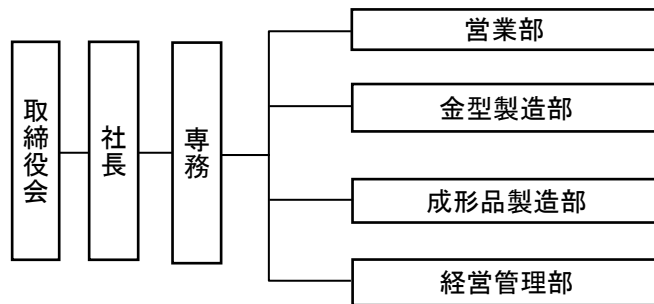 取締役会
社長
専務
営業部
金型製造部
成形品製造部
経営管理部